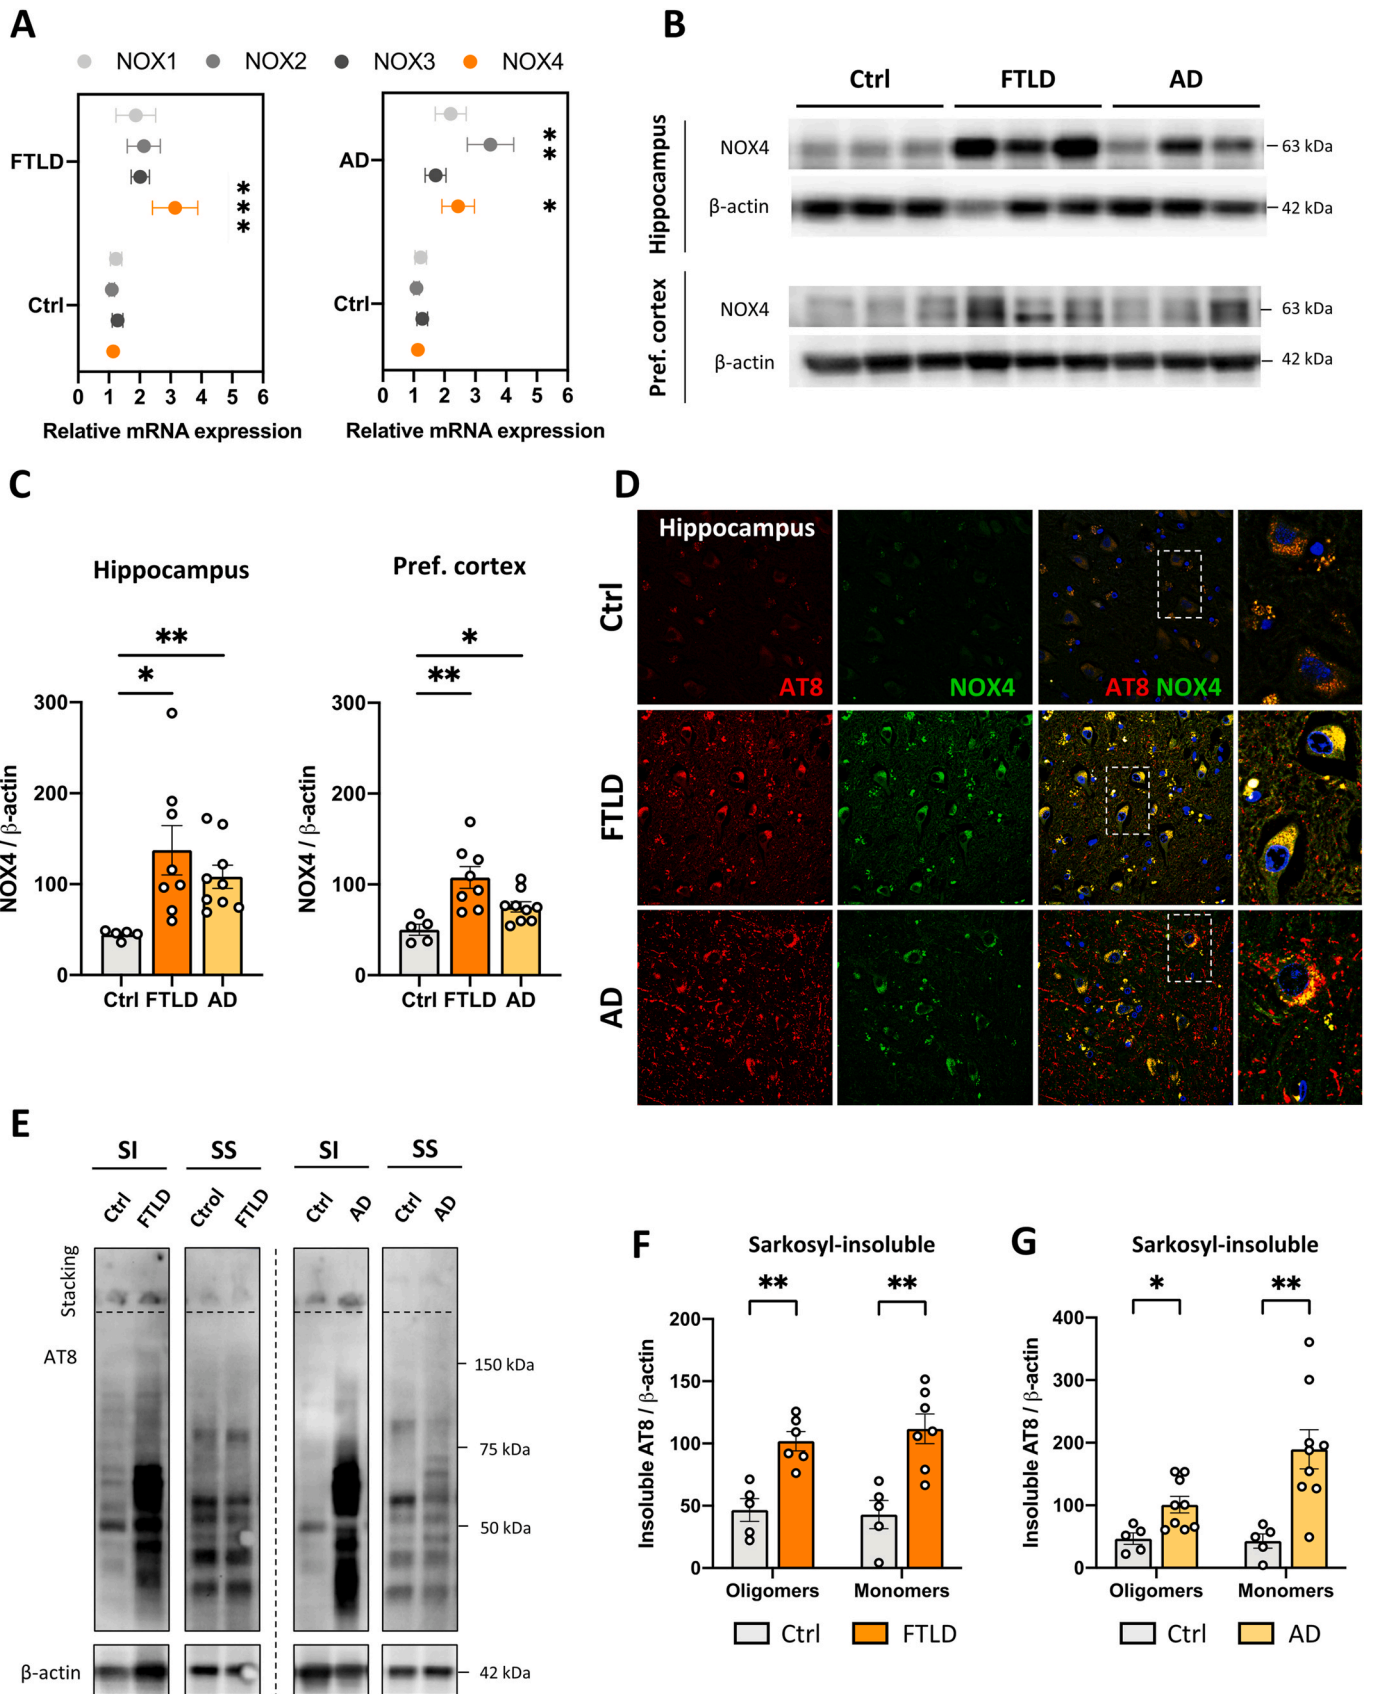 A
NOX1 NOX2 NOX3 NOX4
FTLD
***
Ctrl
0 1 2 3 4 5 6
Relative mRNA expression
AD
**
*
Ctrl
0 1 2 3 4 5 6
Relative mRNA expression
B
Ctrl FTLD AD
Hippocampus
NOX4 63 kDa
β-actin 42 kDa
Pref. cortex
NOX4 63 kDa
β-actin 42 kDa
C
Hippocampus
**
*
300
200
100
0
NOX4 / β-actin
Ctrl FTLD AD
Pref. cortex
*
**
300
200
100
0
NOX4 / β-actin
Ctrl FTLD AD
D
Hippocampus
Ctrl
AT8 NOX4 AT8 NOX4
FTLD
AD
E
SI SS SI SS
Ctrl FTLD Ctrol FTLD Ctrl AD Ctrl AD
Stacking
AT8
150 kDa
75 kDa
50 kDa
β-actin 42 kDa
F
Sarkosyl-insoluble
** **
200
150
100
50
0
Insoluble AT8 / β-actin
Oligomers Monomers
Ctrl FTLD
G
Sarkosyl-insoluble
* **
400
300
200
100
0
Insoluble AT8 / β-actin
Oligomers Monomers
Ctrl AD